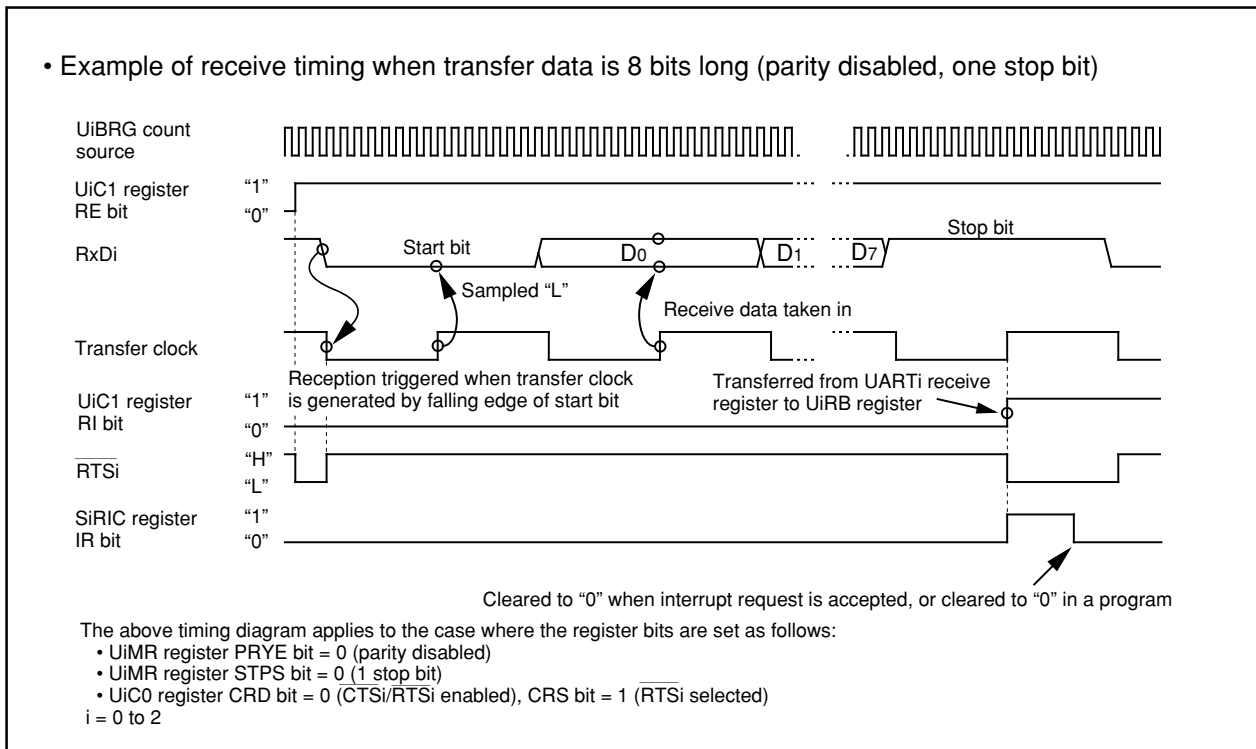 • Example of receive timing when transfer data is 8 bits long (parity disabled, one stop bit)
UiBRG count
source
UiC1 register
RE bit
“1”
“0”
RxDi
Start bit
D0
D1
D7
Stop bit
Sampled “L”
Receive data taken in
Transfer clock
Reception triggered when transfer clock
is generated by falling edge of start bit
Transferred from UARTi receive
register to UiRB register
UiC1 register
RI bit
“1”
“0”
RTSi
“H”
“L”
SiRIC register
IR bit
“1”
“0”
Cleared to “0” when interrupt request is accepted, or cleared to “0” in a program
The above timing diagram applies to the case where the register bits are set as follows:
• UiMR register PRYE bit = 0 (parity disabled)
• UiMR register STPS bit = 0 (1 stop bit)
• UiC0 register CRD bit = 0 (CTSi/RTSi enabled), CRS bit = 1 (RTSi selected)
i = 0 to 2